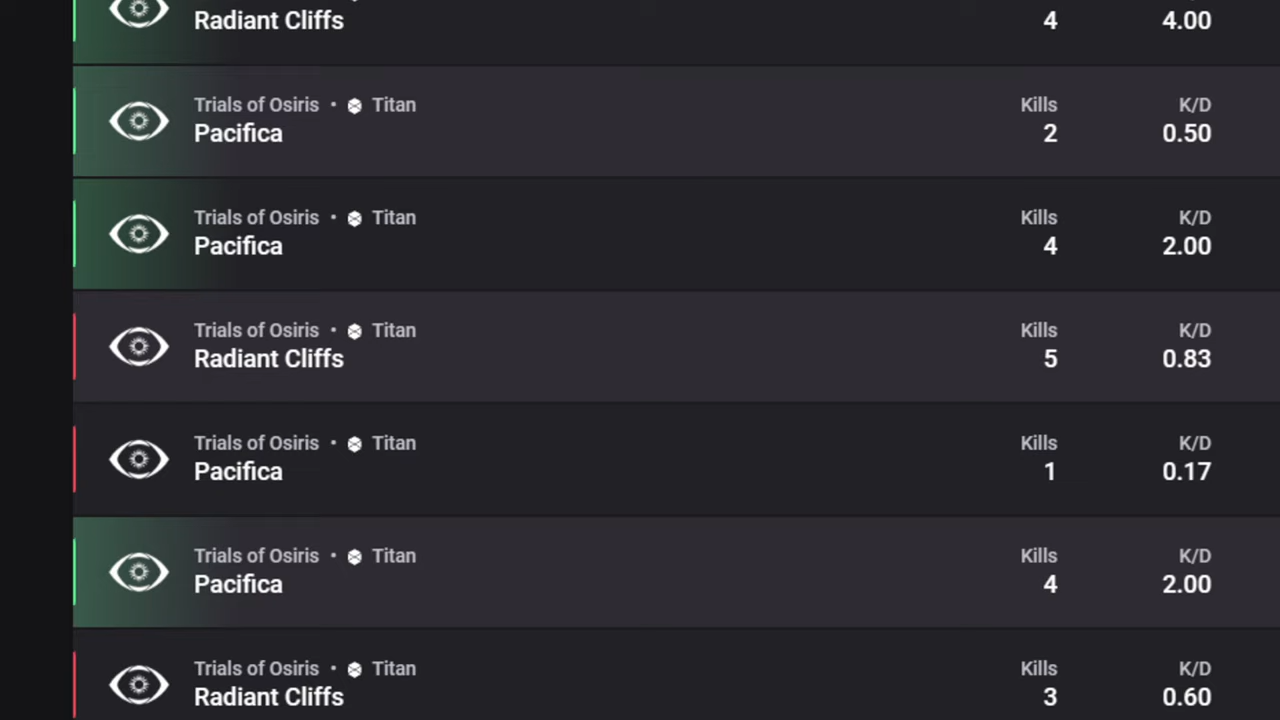 Radiant Cliffs 4 4.00
Trials of Osiris • Titan Kills K/D
Pacifica 2 0.50
Trials of Osiris • Titan Kills K/D
Pacifica 4 2.00
Trials of Osiris • Titan Kills K/D
Radiant Cliffs 5 0.83
Trials of Osiris • Titan Kills K/D
Pacifica 1 0.17
Trials of Osiris • Titan Kills K/D
Pacifica 4 2.00
Trials of Osiris • Titan Kills K/D
Radiant Cliffs 3 0.60